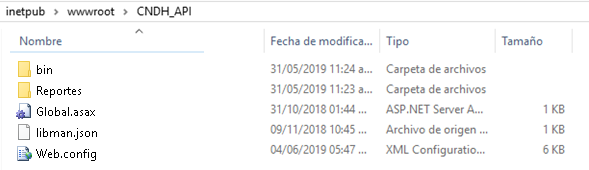 inetpub › wwwroot › CNDH_API
Nombre Fecha de modifica... Tipo Tamaño
bin 31/05/2019 11:24 a... Carpeta de archivos
Reportes 31/05/2019 11:23 a... Carpeta de archivos
Global.asax 31/10/2018 01:44 ... ASP.NET Server A... 1 KB
libman.json 09/11/2018 10:45 ... Archivo de origen ... 1 KB
Web.config 04/06/2019 05:47 ... XML Configuratio... 6 KB